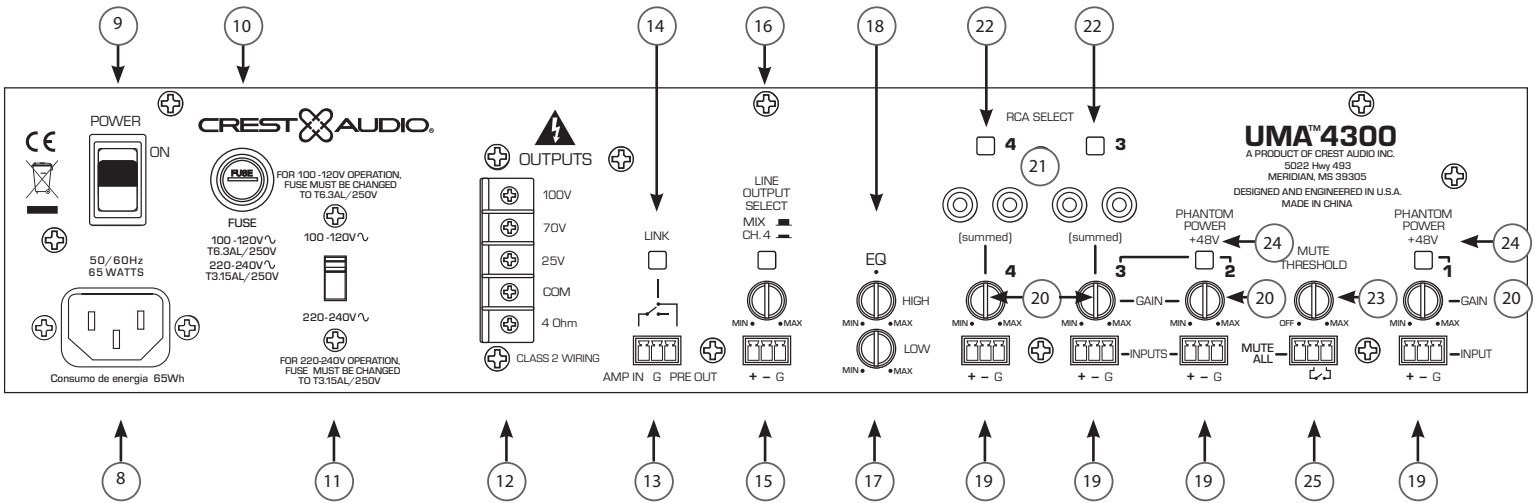 9
10
14
16
18
22
22
POWER
ON
CE
50/60Hz
65 WATTS
Consumo de energia 65Wh
CREST AUDIO®
FUSE
FUSE
100-120V∿
T6.3AL/250V
220-240V∿
T3.15AL/250V
FOR 100-120V OPERATION,
FUSE MUST BE CHANGED
TO T6.3AL/250V
100-120V∿
220-240V∿
FOR 220-240V OPERATION,
FUSE MUST BE CHANGED
TO T3.15AL/250V
OUTPUTS
100V
70V
25V
COM
4 Ohm
CLASS 2 WIRING
LINK
AMP IN G PRE OUT
LINE
OUTPUT
SELECT
MIX
CH. 4
MIN MAX
+ – G
EQ
HIGH
MIN MAX
LOW
MIN MAX
RCA SELECT
4
21
3
(summed)
(summed)
4
3
20
MIN MAX
MIN MAX
GAIN
+ – G
INPUTS
+ – G
UMA™4300
A PRODUCT OF CREST AUDIO INC.
5022 Hwy 493
MERIDIAN, MS 39305
DESIGNED AND ENGINEERED IN U.S.A.
MADE IN CHINA
PHANTOM
POWER
+48V
24
2
20
MIN MAX
+ – G
MUTE
THRESHOLD
23
OFF MAX
MUTE
ALL
PHANTOM
POWER
+48V
24
1
GAIN
20
MIN MAX
INPUT
+ – G
8
11
12
13
15
17
19
19
19
25
19